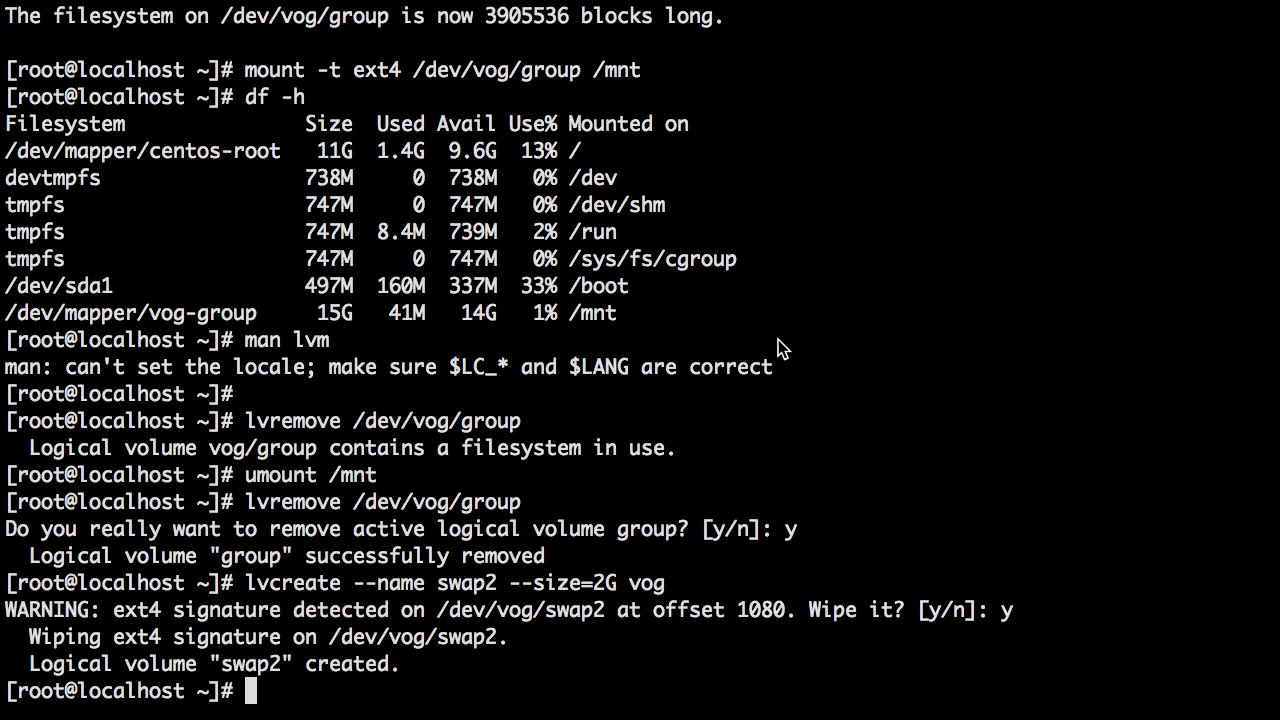 The filesystem on /dev/vog/group is now 3905536 blocks long.

[root@localhost ~]# mount -t ext4 /dev/vog/group /mnt
[root@localhost ~]# df -h
Filesystem               Size  Used Avail Use% Mounted on
/dev/mapper/centos-root   11G  1.4G  9.6G  13% /
devtmpfs                 738M     0  738M   0% /dev
tmpfs                    747M     0  747M   0% /dev/shm
tmpfs                    747M  8.4M  739M   2% /run
tmpfs                    747M     0  747M   0% /sys/fs/cgroup
/dev/sda1                497M  160M  337M  33% /boot
/dev/mapper/vog-group     15G   41M   14G   1% /mnt
[root@localhost ~]# man lvm
man: can't set the locale; make sure $LC_* and $LANG are correct
[root@localhost ~]#
[root@localhost ~]# lvremove /dev/vog/group
  Logical volume vog/group contains a filesystem in use.
[root@localhost ~]# umount /mnt
[root@localhost ~]# lvremove /dev/vog/group
Do you really want to remove active logical volume group? [y/n]: y
  Logical volume "group" successfully removed
[root@localhost ~]# lvcreate --name swap2 --size=2G vog
WARNING: ext4 signature detected on /dev/vog/swap2 at offset 1080. Wipe it? [y/n]: y
  Wiping ext4 signature on /dev/vog/swap2.
  Logical volume "swap2" created.
[root@localhost ~]#